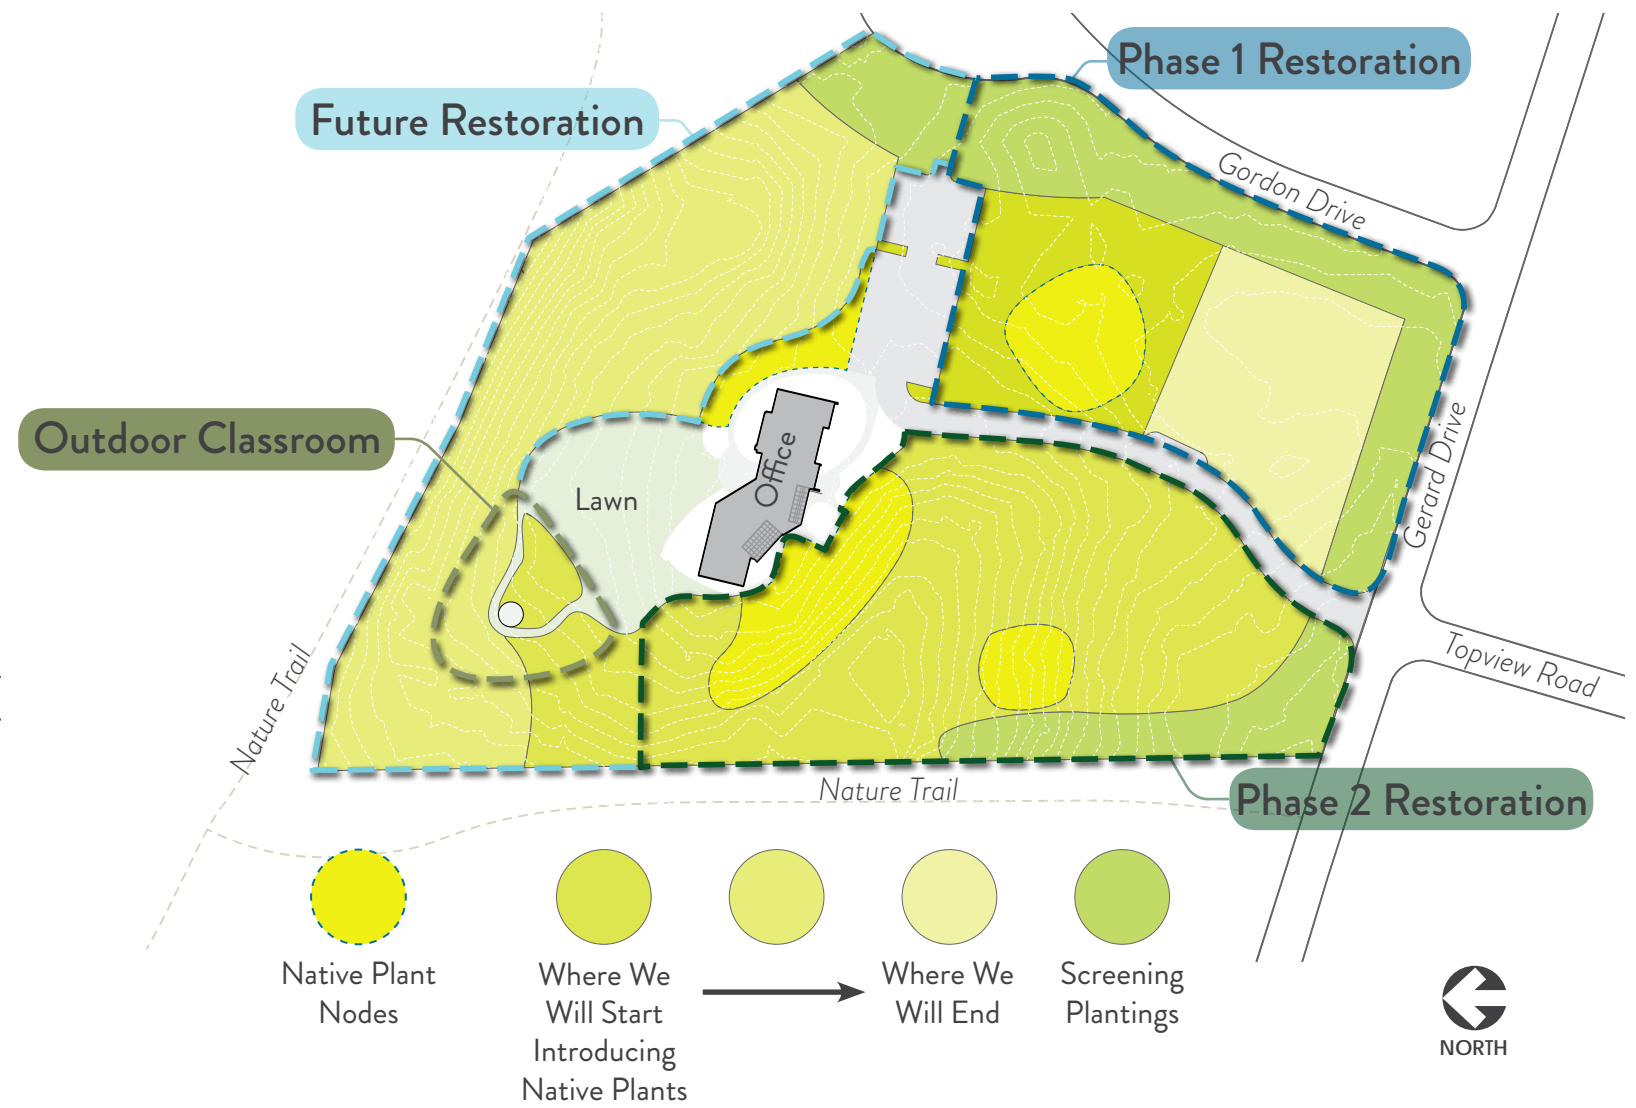 Phase 1 Restoration
Future Restoration
Gordon Drive
Outdoor Classroom
Office
Lawn
Gerard Drive
Topview Road
Nature Trail
Nature Trail
Phase 2 Restoration
Native Plant
Nodes
Where We
Will Start
Introducing
Native Plants
Where We
Will End
Screening
Plantings
NORTH